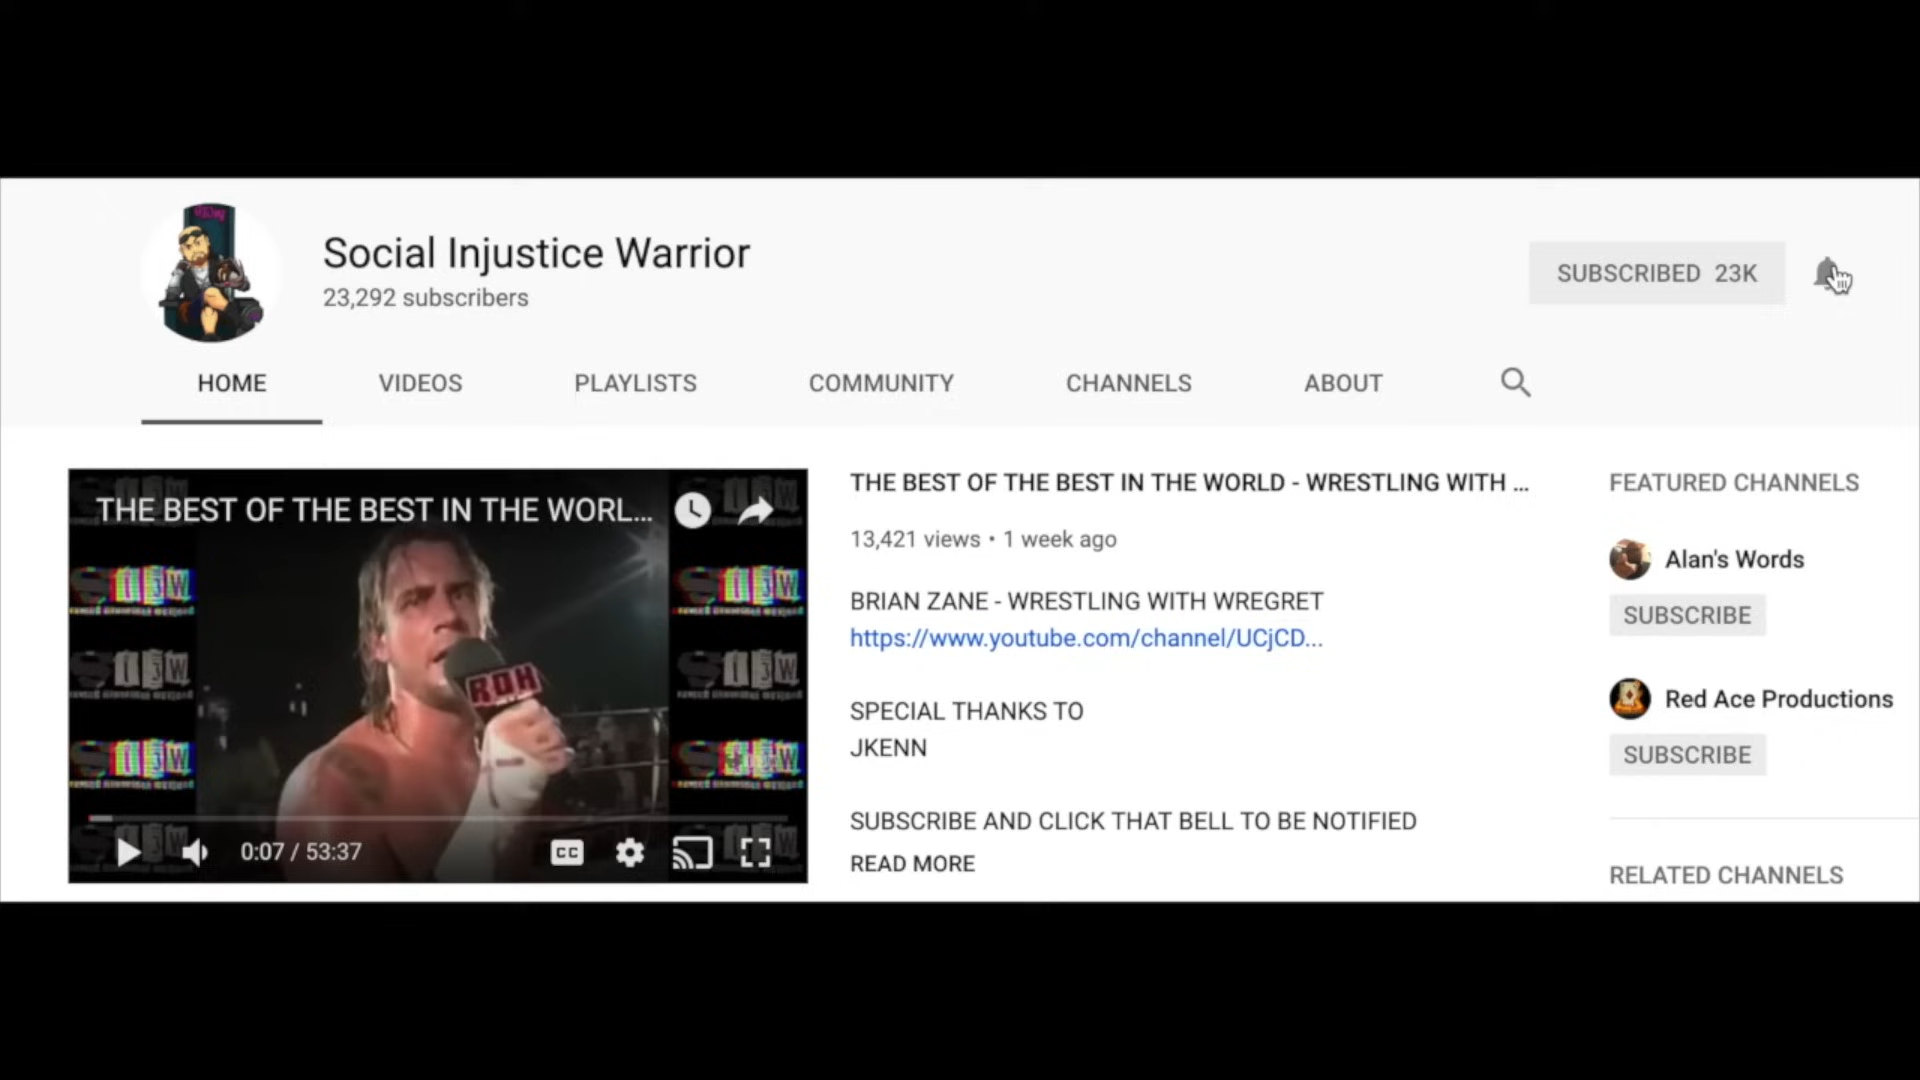 Social Injustice Warrior
23,292 subscribers
SUBSCRIBED 23K
HOME VIDEOS PLAYLISTS COMMUNITY CHANNELS ABOUT
THE BEST OF THE BEST IN THE WORL...
ROH
0:07 / 53:37
CC
THE BEST OF THE BEST IN THE WORLD - WRESTLING WITH ...
13,421 views • 1 week ago
BRIAN ZANE - WRESTLING WITH WREGRET
https://www.youtube.com/channel/UCjCD...
SPECIAL THANKS TO
JKENN
SUBSCRIBE AND CLICK THAT BELL TO BE NOTIFIED
READ MORE
FEATURED CHANNELS
Alan's Words
SUBSCRIBE
Red Ace Productions
SUBSCRIBE
RELATED CHANNELS